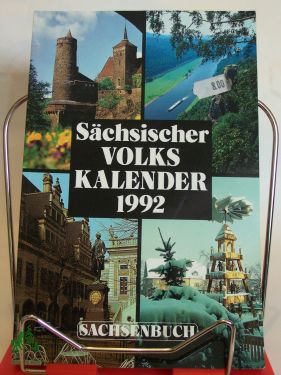 8.00
Sächsischer
VOLKS
KALENDER
1992
SACHSENBUCH